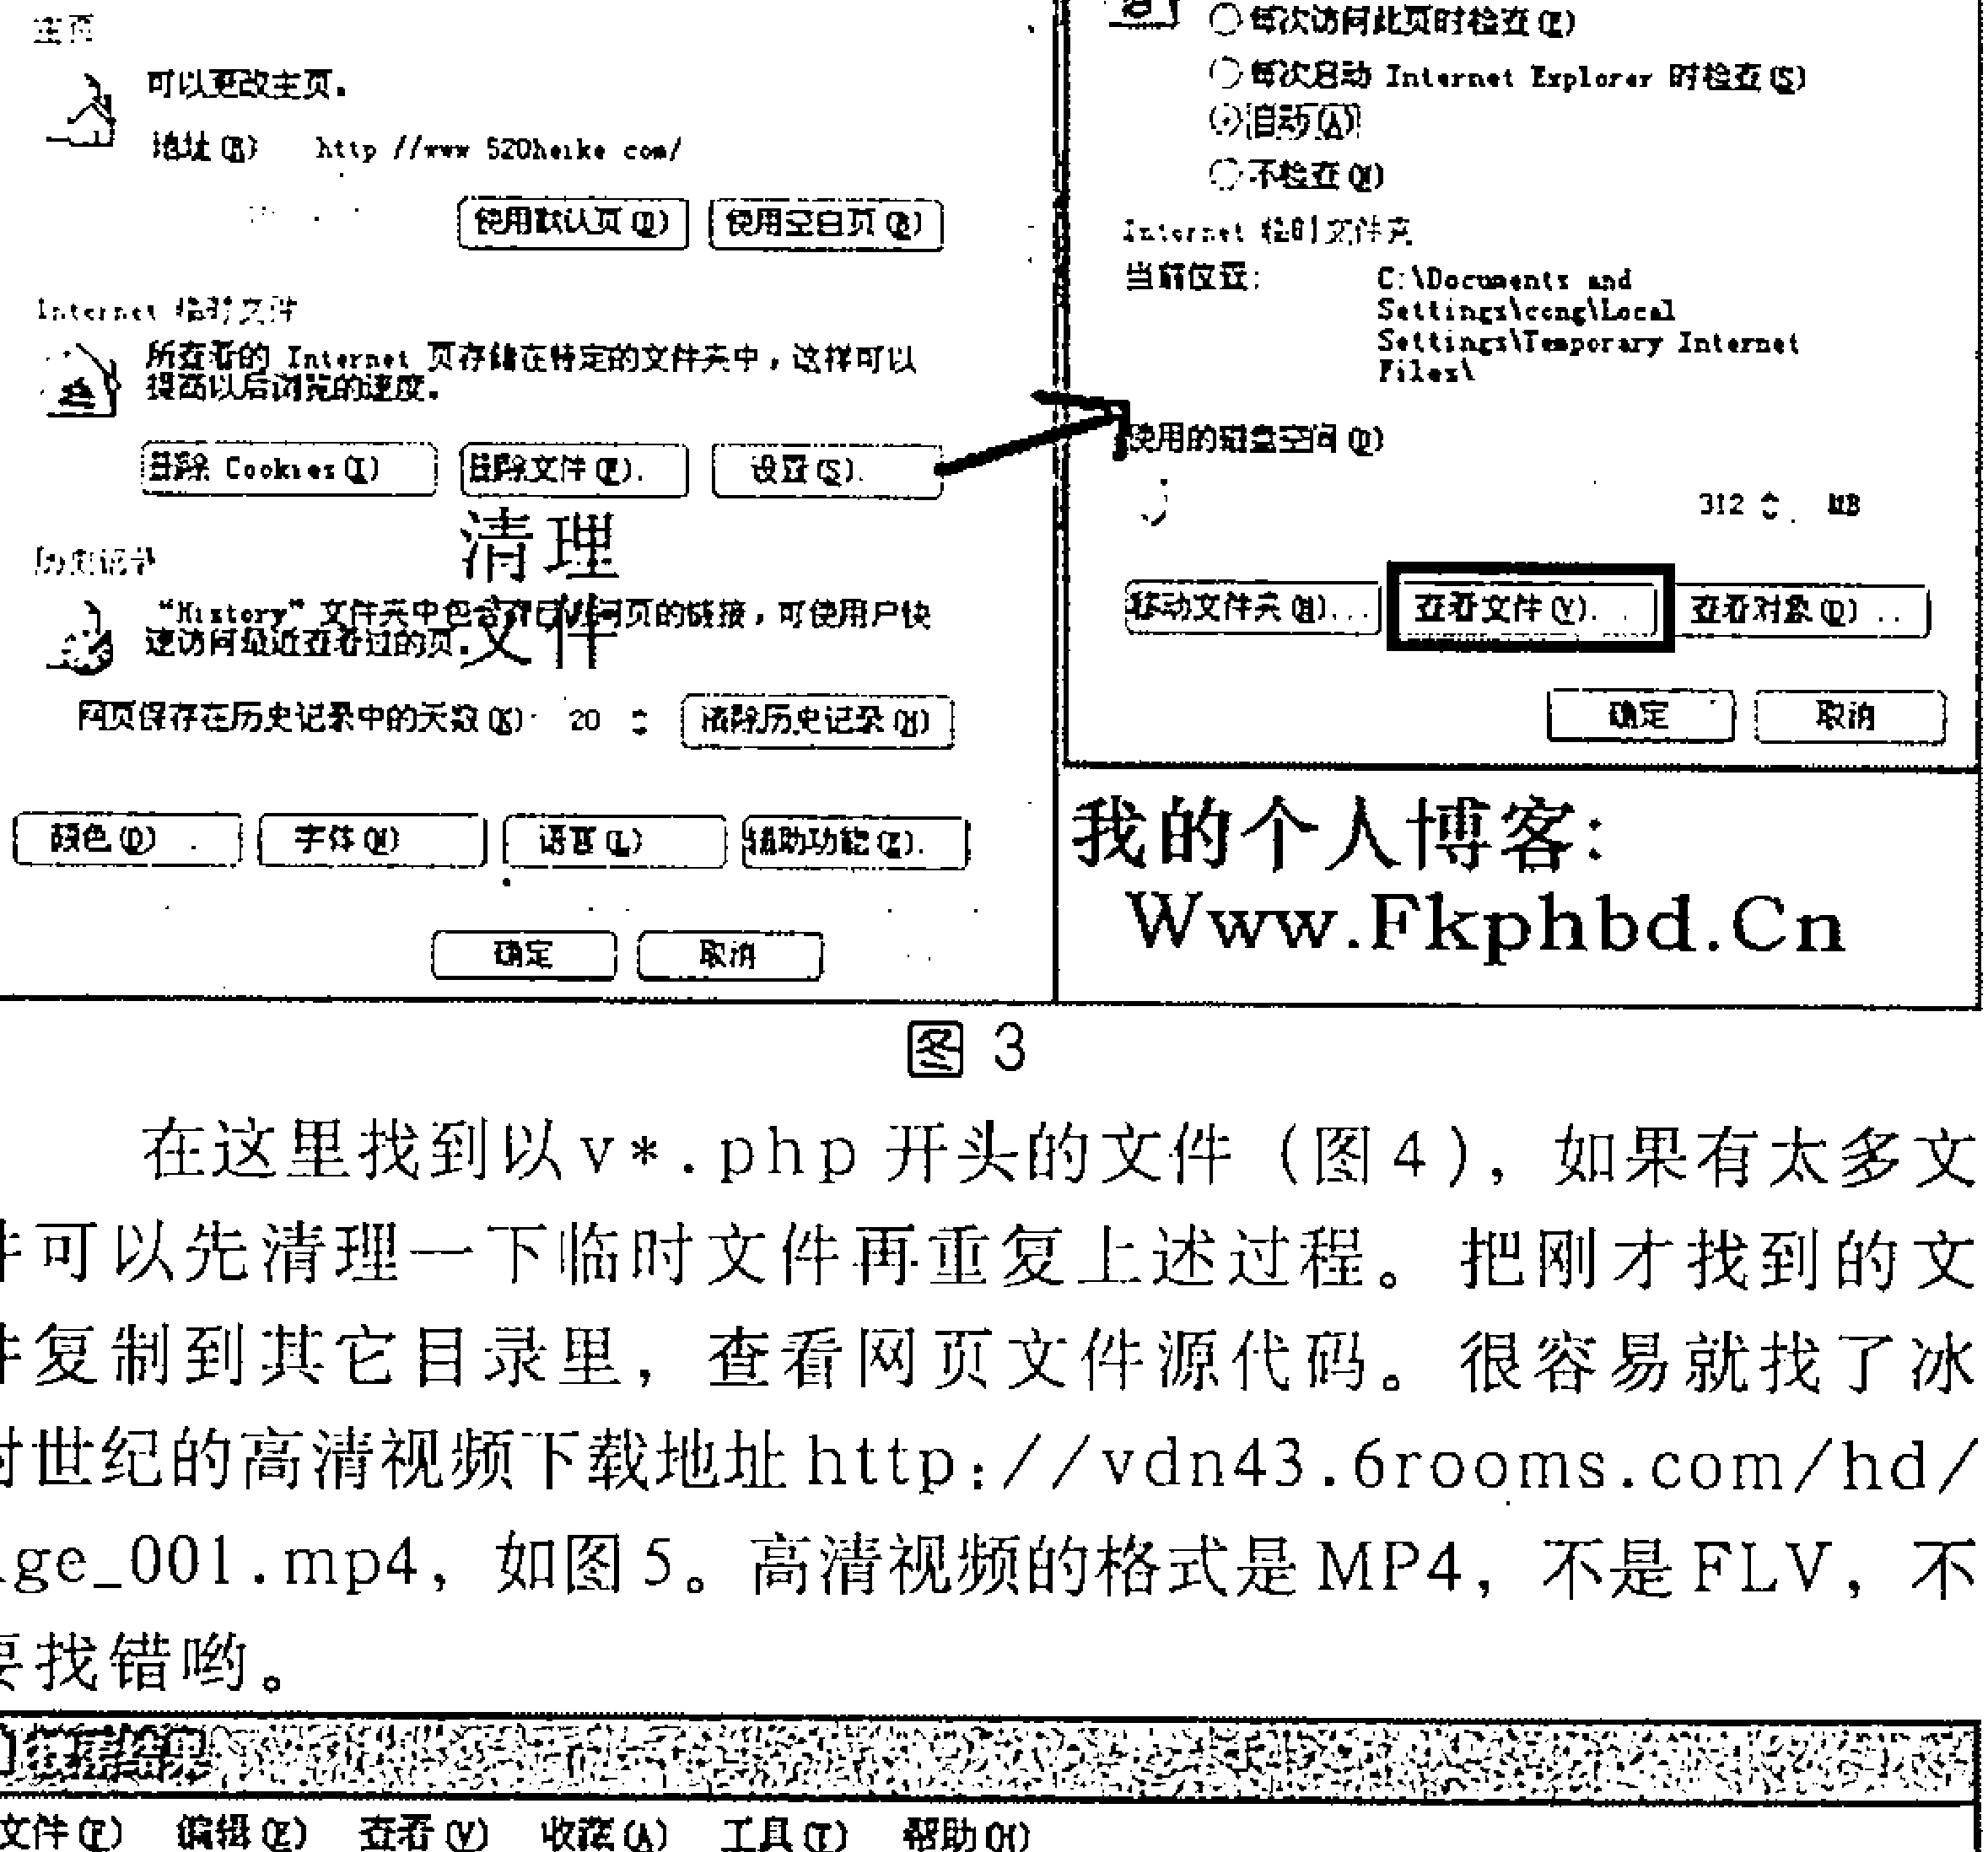 主页
可以更改主页。
地址(R) http //www 520heike com/
使用默认页(D) 使用空白页(B)
Internet 临时文件
所查看的 Internet 页存储在特定的文件夹中，这样可以
提高以后浏览的速度。
删除 Cookies(I) 删除文件(F). 设置(S).
清理
文件
历史记录
“History”文件夹中包含有已访问页的链接，可使用户快
速访问最近查看过的页.
网页保存在历史记录中的天数(K) 20 清除历史记录(H)
颜色(O) . 字体(N) 语言(L) 辅助功能(E).
确定 取消
每次访问此页时检查(E)
每次启动 Internet Explorer 时检查(S)
自动(A)
不检查(N)
Internet 临时文件夹
当前位置:
C:\Documents and
Settings\cong\Local
Settings\Temporary Internet
Files\
使用的磁盘空间(D)
312 MB
移动文件夹(M)... 查看文件(V). . 查看对象(O) ..
确定 取消
我的个人博客:
Www.Fkphbd.Cn
图 3
在这里找到以v*.php 开头的文件（图4），如果有太多文
件可以先清理一下临时文件再重复上述过程。把刚才找到的文
件复制到其它目录里，查看网页文件源代码。很容易就找了冰
时世纪的高清视频下载地址http://vdn43.6rooms.com/hd/
ge_001.mp4，如图5。高清视频的格式是MP4，不是FLV，不
要找错哟。
搜索结果
文件(F) 编辑(E) 查看(V) 收藏(A) 工具(T) 帮助(H)